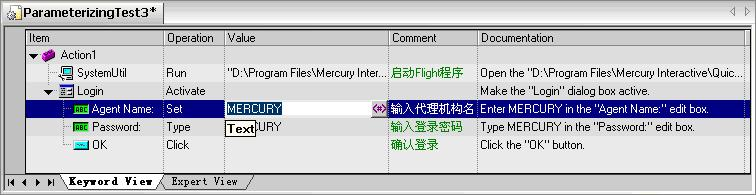 ParameterizingTest3*
Item Operation Value Comment Documentation
Action1
SystemUtil Run "D:\Program Files\Mercury Inter... 启动Flight程序 Open the "D:\Program Files\Mercury Interactive\Quic...
Login Activate Make the "Login" dialog box active.
ABC Agent Name: Set MERCURY 输入代理机构名 Enter MERCURY in the "Agent Name:" edit box.
ABC Password: Type CURY 输入登录密码 Type MERCURY in the "Password:" edit box.
Text
OK Click 确认登录 Click the "OK" button.
Keyword View Expert View